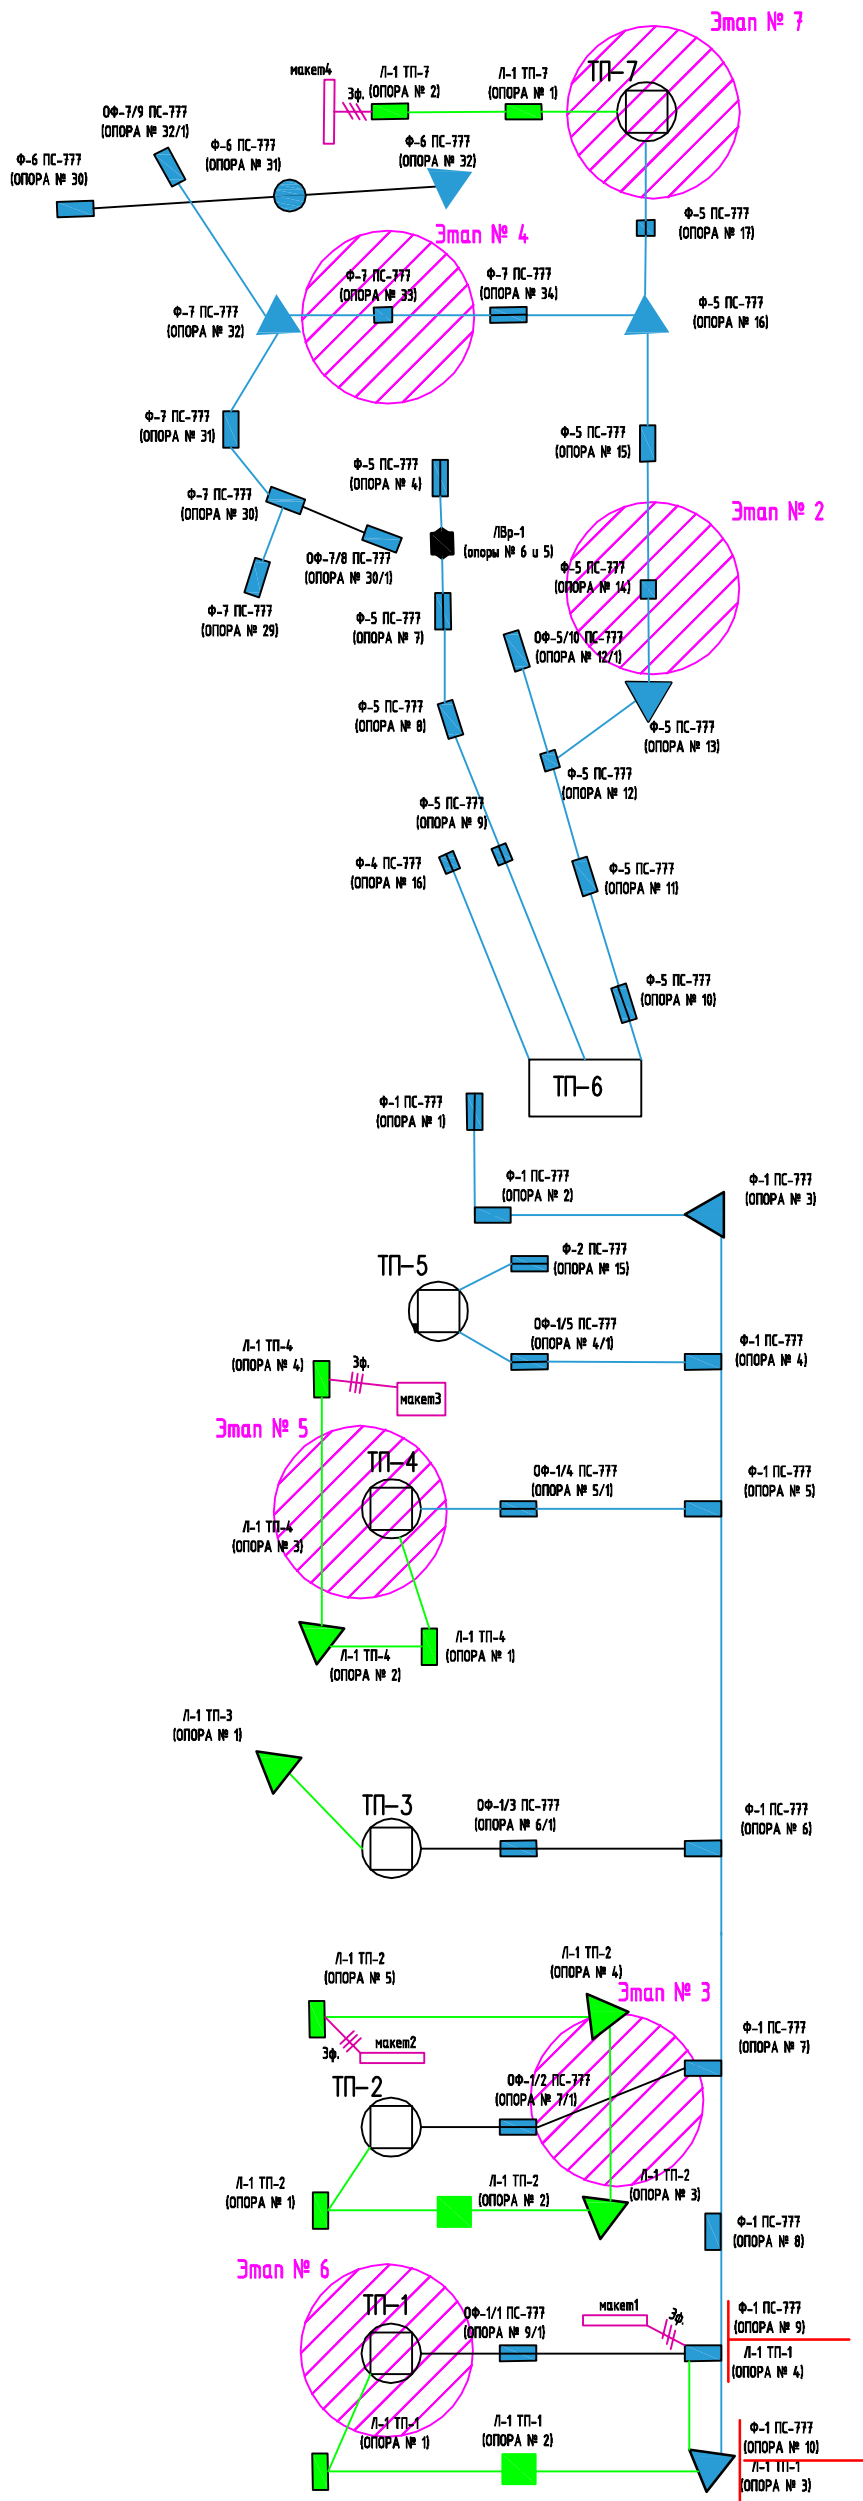 Этап № 7
ТП-7
макет4
3ф.
Л-1 ТП-7
(ОПОРА № 2)
Л-1 ТП-7
(ОПОРА № 1)
ОФ-7/9 ПС-777
(ОПОРА № 32/1)
Ф-6 ПС-777
(ОПОРА № 30)
Ф-6 ПС-777
(ОПОРА № 31)
Ф-6 ПС-777
(ОПОРА № 32)
Ф-5 ПС-777
(ОПОРА № 17)
Этап № 4
Ф-7 ПС-777
(ОПОРА № 33)
Ф-7 ПС-777
(ОПОРА № 34)
Ф-7 ПС-777
(ОПОРА № 32)
Ф-5 ПС-777
(ОПОРА № 16)
Ф-7 ПС-777
(ОПОРА № 31)
Ф-5 ПС-777
(ОПОРА № 15)
Ф-5 ПС-777
(ОПОРА № 4)
Ф-7 ПС-777
(ОПОРА № 30)
Этап № 2
ЛВр-1
(опоры № 6 и 5)
ОФ-7/8 ПС-777
(ОПОРА № 30/1)
Ф-5 ПС-777
(ОПОРА № 14)
Ф-7 ПС-777
(ОПОРА № 29)
Ф-5 ПС-777
(ОПОРА № 7)
ОФ-5/10 ПС-777
(ОПОРА № 12/1)
Ф-5 ПС-777
(ОПОРА № 8)
Ф-5 ПС-777
(ОПОРА № 13)
Ф-5 ПС-777
(ОПОРА № 12)
Ф-5 ПС-777
(ОПОРА № 9)
Ф-4 ПС-777
(ОПОРА № 16)
Ф-5 ПС-777
(ОПОРА № 11)
Ф-5 ПС-777
(ОПОРА № 10)
ТП-6
Ф-1 ПС-777
(ОПОРА № 1)
Ф-1 ПС-777
(ОПОРА № 2)
Ф-1 ПС-777
(ОПОРА № 3)
ТП-5
Ф-2 ПС-777
(ОПОРА № 15)
ОФ-1/5 ПС-777
(ОПОРА № 4/1)
Ф-1 ПС-777
(ОПОРА № 4)
Л-1 ТП-4
(ОПОРА № 4)
3ф.
макет3
Этап № 5
ТП-4
ОФ-1/4 ПС-777
(ОПОРА № 5/1)
Ф-1 ПС-777
(ОПОРА № 5)
Л-1 ТП-4
(ОПОРА № 3)
Л-1 ТП-4
(ОПОРА № 2)
Л-1 ТП-4
(ОПОРА № 1)
Л-1 ТП-3
(ОПОРА № 1)
ТП-3
ОФ-1/3 ПС-777
(ОПОРА № 6/1)
Ф-1 ПС-777
(ОПОРА № 6)
Л-1 ТП-2
(ОПОРА № 5)
Л-1 ТП-2
(ОПОРА № 4)
Этап № 3
3ф.
макет2
Ф-1 ПС-777
(ОПОРА № 7)
ТП-2
ОФ-1/2 ПС-777
(ОПОРА № 7/1)
Л-1 ТП-2
(ОПОРА № 1)
Л-1 ТП-2
(ОПОРА № 2)
Л-1 ТП-2
(ОПОРА № 3)
Ф-1 ПС-777
(ОПОРА № 8)
Этап № 6
ТП-1
ОФ-1/1 ПС-777
(ОПОРА № 9/1)
макет1
3ф.
Ф-1 ПС-777
(ОПОРА № 9)
Л-1 ТП-1
(ОПОРА № 4)
Л-1 ТП-1
(ОПОРА № 1)
Л-1 ТП-1
(ОПОРА № 2)
Ф-1 ПС-777
(ОПОРА № 10)
Л-1 ТП-1
(ОПОРА № 3)